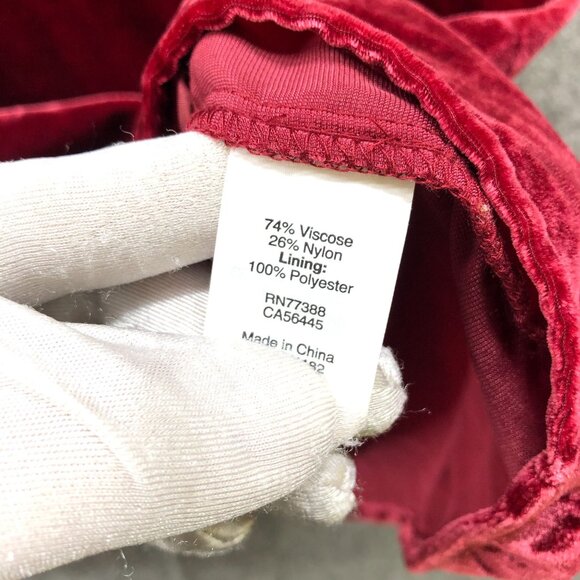 74% Viscose
26% Nylon
Lining:
100% Polyester
RN77388
CA56445
Made in China